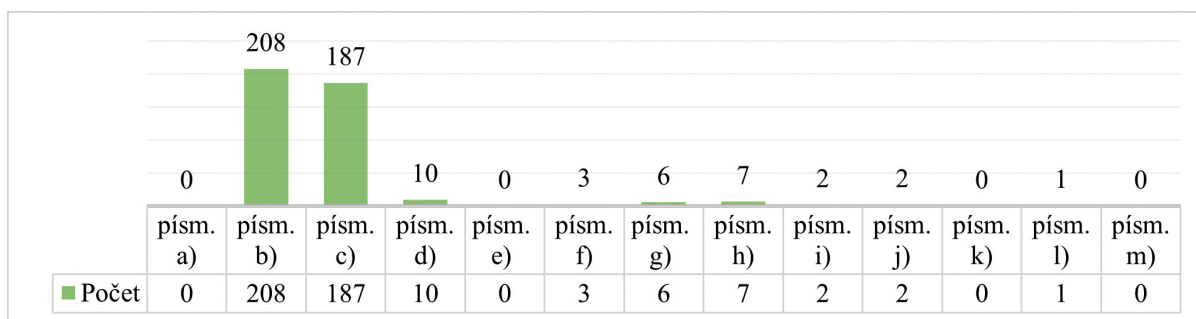 208
187
0 10 0 3 6 7 2 2 0 1 0
písm. a) písm. b) písm. c) písm. d) písm. e) písm. f) písm. g) písm. h) písm. i) písm. j) písm. k) písm. l) písm. m)
Počet 0 208 187 10 0 3 6 7 2 2 0 1 0